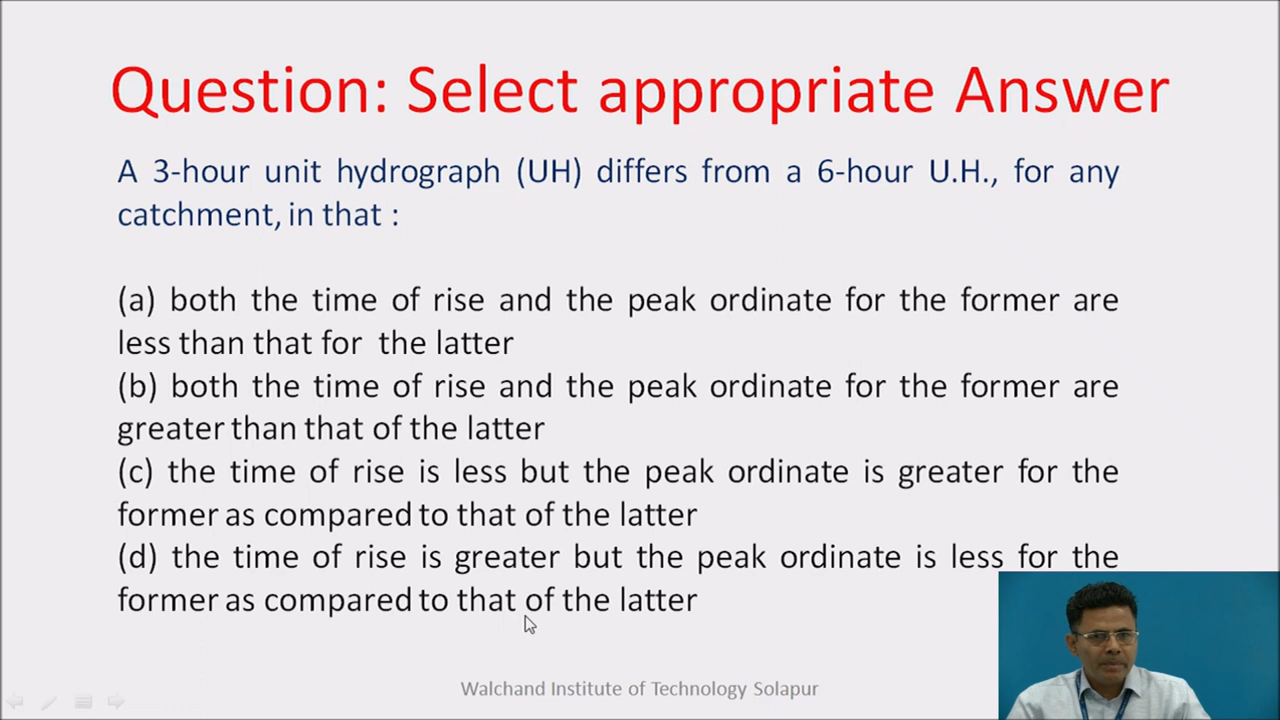 Question: Select appropriate Answer
A 3-hour unit hydrograph (UH) differs from a 6-hour U.H., for any
catchment, in that :
(a) both the time of rise and the peak ordinate for the former are
less than that for the latter
(b) both the time of rise and the peak ordinate for the former are
greater than that of the latter
(c) the time of rise is less but the peak ordinate is greater for the
former as compared to that of the latter
(d) the time of rise is greater but the peak ordinate is less for the
former as compared to that of the latter
Walchand Institute of Technology Solapur